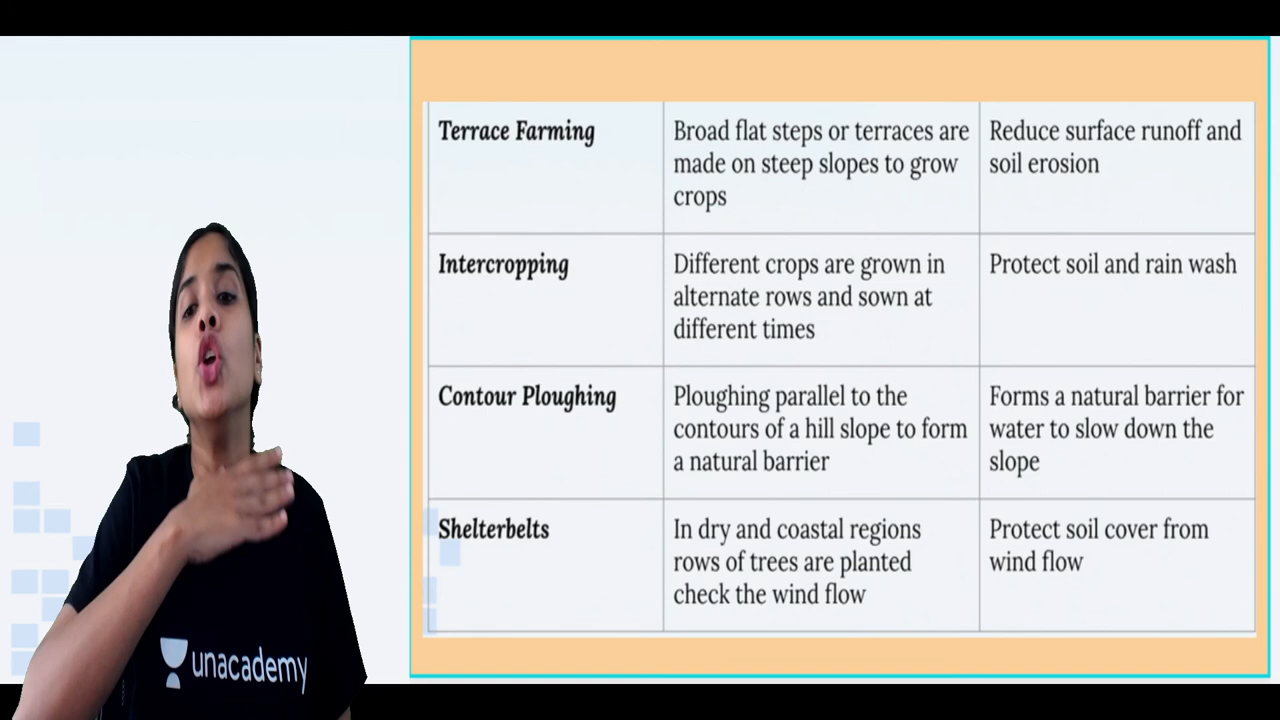 Terrace Farming
Broad flat steps or terraces are
made on steep slopes to grow
crops
Reduce surface runoff and
soil erosion
Intercropping
Different crops are grown in
alternate rows and sown at
different times
Protect soil and rain wash
Contour Ploughing
Ploughing parallel to the
contours of a hill slope to form
a natural barrier
Forms a natural barrier for
water to slow down the
slope
Shelterbelts
In dry and coastal regions
rows of trees are planted
check the wind flow
Protect soil cover from
wind flow
unacademy